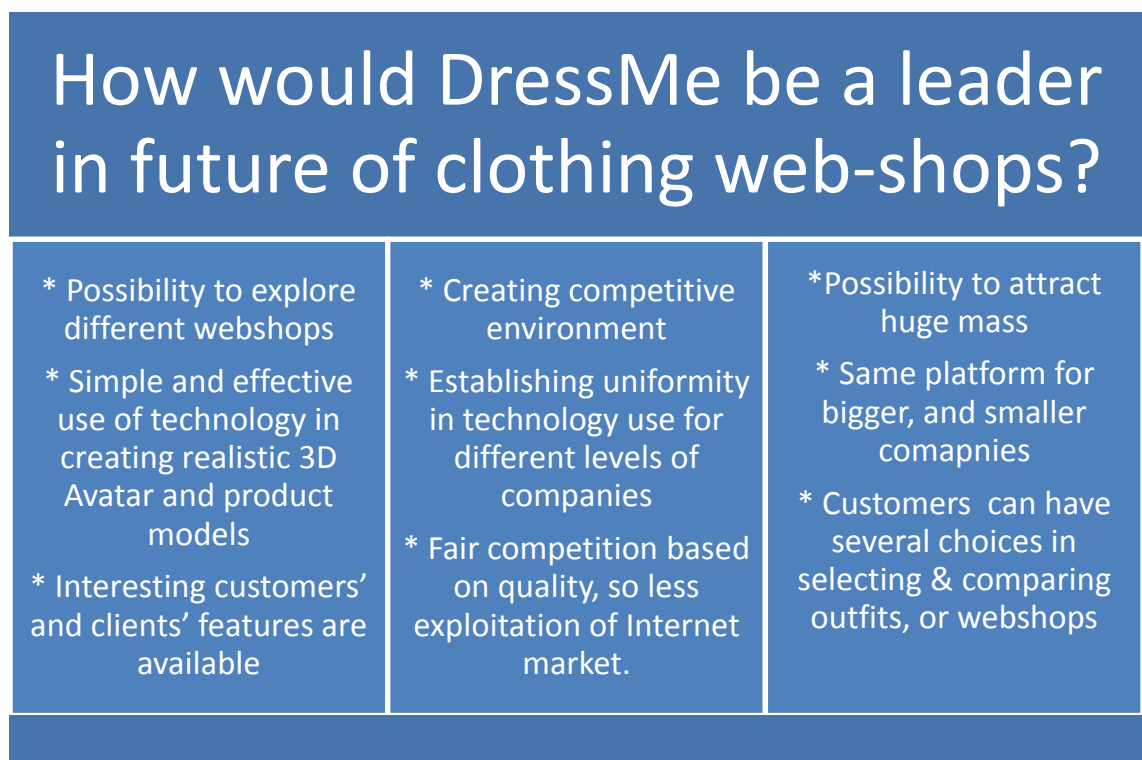 How would DressMe be a leader
in future of clothing web-shops?
* Possibility to explore
different webshops
* Simple and effective
use of technology in
creating realistic 3D
Avatar and product
models
* Interesting customers’
and clients’ features are
available
* Creating competitive
environment
* Establishing uniformity
in technology use for
different levels of
companies
* Fair competition based
on quality, so less
exploitation of Internet
market.
*Possibility to attract
huge mass
* Same platform for
bigger, and smaller
comapnies
* Customers  can have
several choices in
selecting & comparing
outfits, or webshops